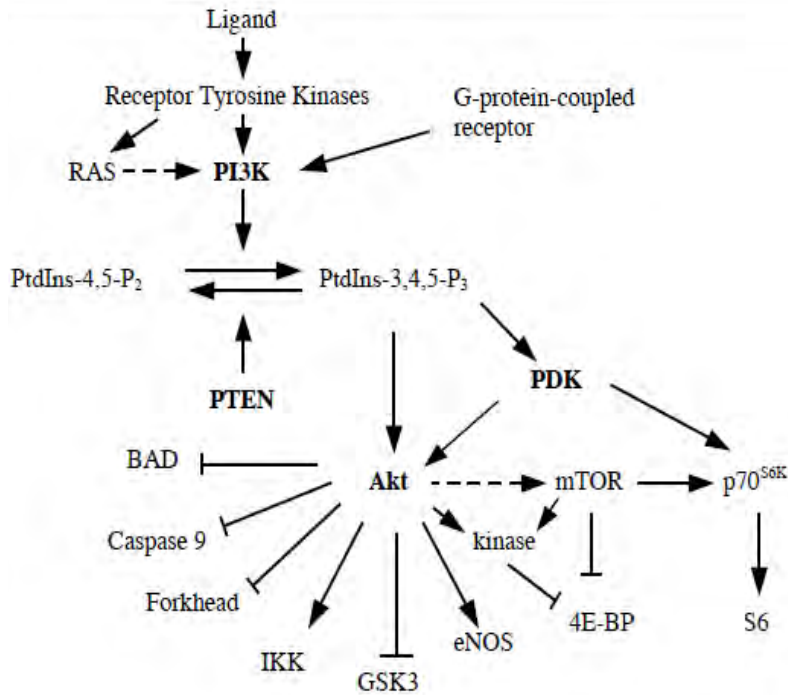 Ligand
Receptor Tyrosine Kinases
G-protein-coupled
receptor
RAS
PI3K
PtdIns-4,5-P₂
PtdIns-3,4,5-P₃
PDK
PTEN
BAD
Akt
mTOR
p70ˢ⁶ᴷ
Caspase 9
kinase
Forkhead
4E-BP
S6
IKK
eNOS
GSK3